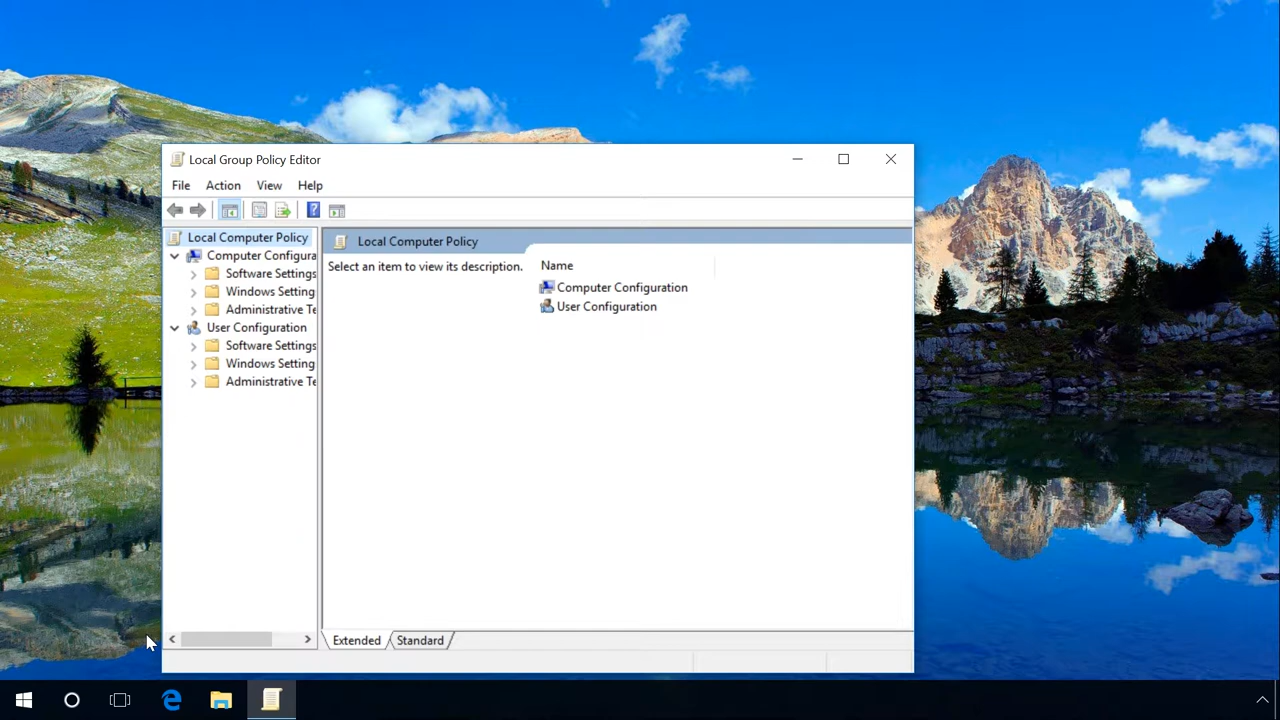 Local Group Policy Editor
File Action View Help
Local Computer Policy
Computer Configura
Software Settings
Windows Setting
Administrative Te
User Configuration
Software Settings
Windows Setting
Administrative Te
Local Computer Policy
Select an item to view its description.
Name
Computer Configuration
User Configuration
Extended Standard